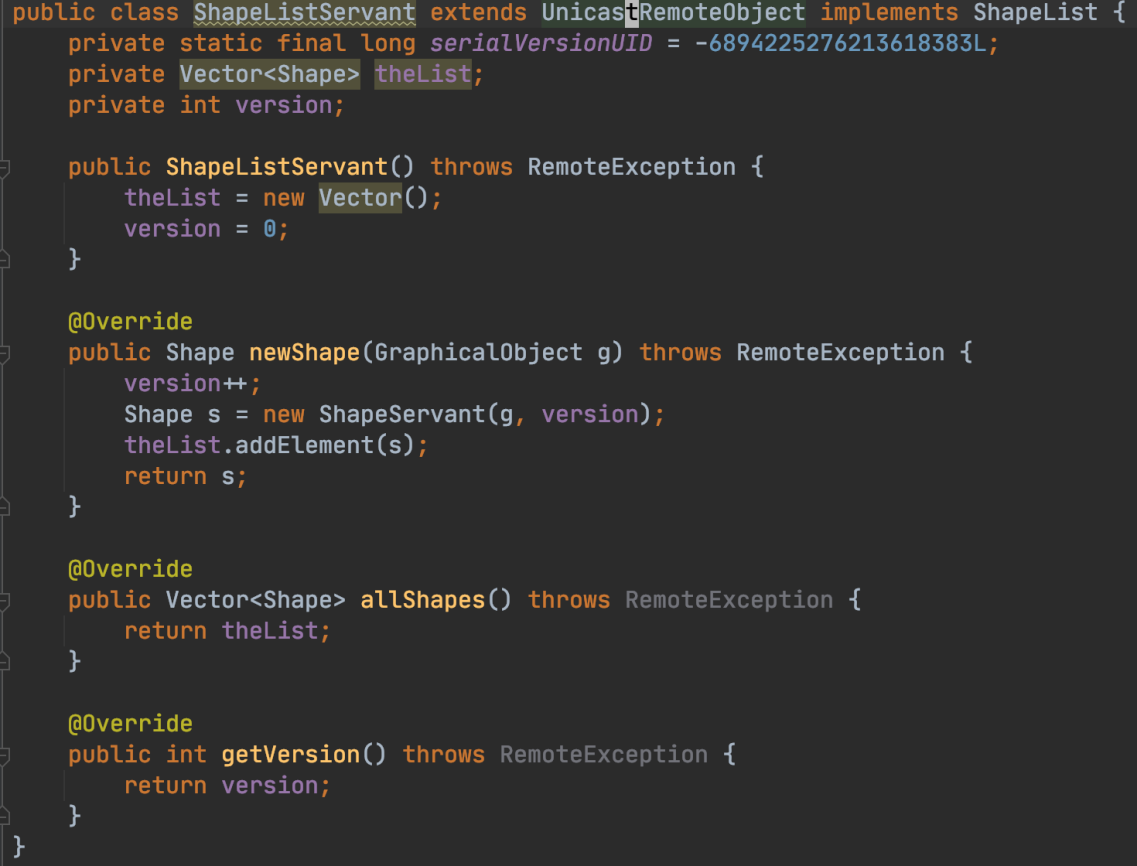 public class ShapeListServant extends UnicastRemoteObject implements ShapeList {
    private static final long serialVersionUID = -6894225276213618383L;
    private Vector<Shape> theList;
    private int version;

    public ShapeListServant() throws RemoteException {
        theList = new Vector();
        version = 0;
    }

    @Override
    public Shape newShape(GraphicalObject g) throws RemoteException {
        version++;
        Shape s = new ShapeServant(g, version);
        theList.addElement(s);
        return s;
    }

    @Override
    public Vector<Shape> allShapes() throws RemoteException {
        return theList;
    }

    @Override
    public int getVersion() throws RemoteException {
        return version;
    }
}